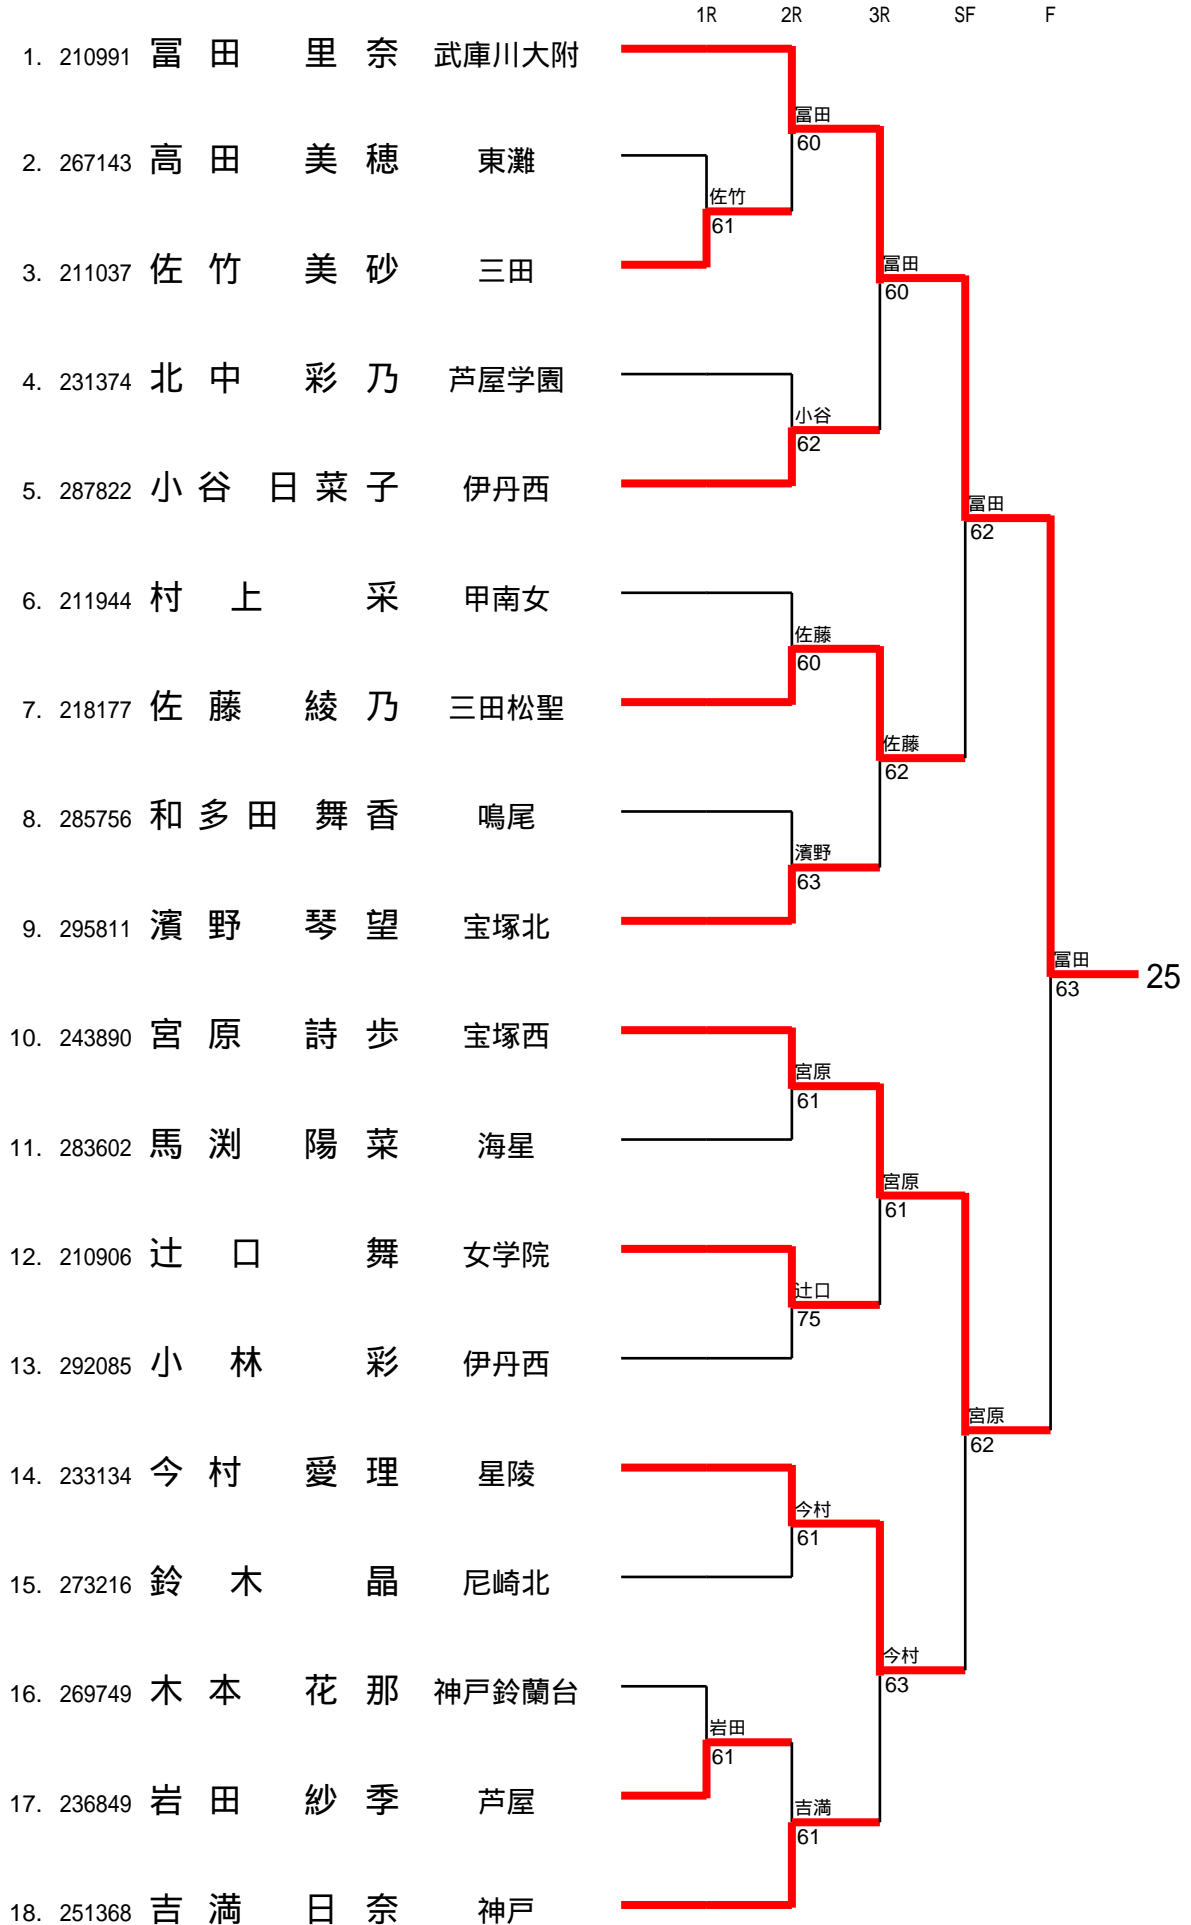 1R 2R 3R SF F
1. 210991 冨田 里奈 武庫川大附
冨田
60
2. 267143 高田 美穂 東灘
佐竹
61
3. 211037 佐竹 美砂 三田
冨田
60
4. 231374 北中 彩乃 芦屋学園
小谷
62
5. 287822 小谷 日菜子 伊丹西
冨田
62
6. 211944 村上 采 甲南女
佐藤
60
7. 218177 佐藤 綾乃 三田松聖
佐藤
62
8. 285756 和多田 舞香 鳴尾
濱野
63
9. 295811 濱野 琴望 宝塚北
冨田
63 25
10. 243890 宮原 詩歩 宝塚西
宮原
61
11. 283602 馬渕 陽菜 海星
宮原
61
12. 210906 辻口 舞 女学院
辻口
75
13. 292085 小林 彩 伊丹西
宮原
62
14. 233134 今村 愛理 星陵
今村
61
15. 273216 鈴木 晶 尼崎北
今村
63
16. 269749 木本 花那 神戸鈴蘭台
岩田
61
17. 236849 岩田 紗季 芦屋
吉満
61
18. 251368 吉満 日奈 神戸